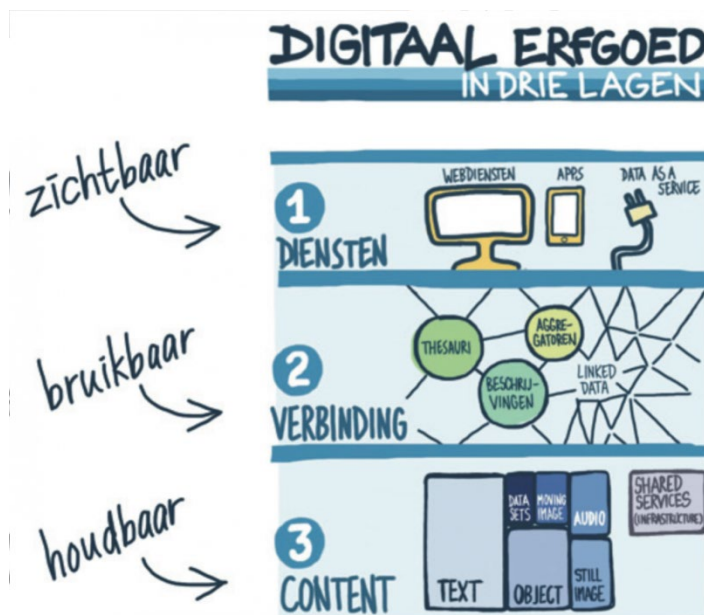 DIGITAAL ERFGOED
IN DRIE LAGEN
zichtbaar
1
DIENSTEN
WEBDIENSTEN
APPS
DATA AS A
SERVICE
bruikbaar
2
VERBINDING
THESAURI
AGGRE-
GATOREN
BESCHRIJ-
VINGEN
LINKED
DATA
houdbaar
3
CONTENT
TEXT
DATA
SETS
MOVING
IMAGE
AUDIO
OBJECT
STILL
IMAGE
SHARED
SERVICES
(INFRASTRUCTURE)